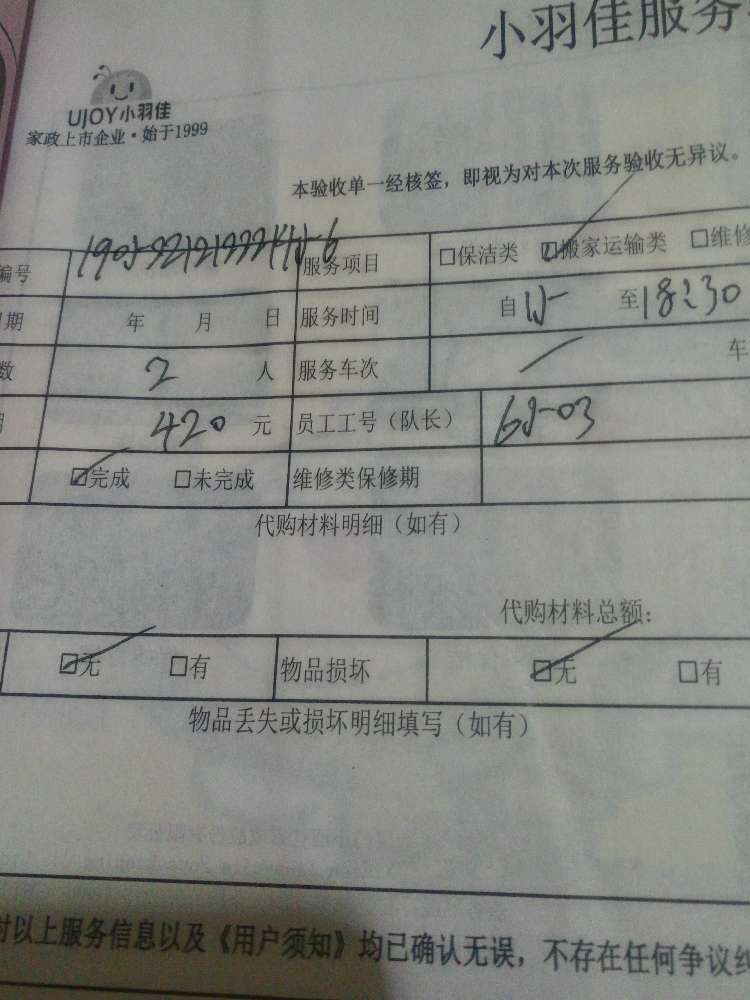 小羽佳服务
UJOY小羽佳
家政上市企业·始于1999
本验收单一经核签，即视为对本次服务验收无异议。
编号 服务项目 □保洁类 ☑搬家运输类 □维修
期 年 月 日 服务时间 自 15 至 18:30
数 2 人 服务车次 / 车
420 元 员工工号（队长） 65-03
☑完成 □未完成 维修类保修期
代购材料明细（如有）
代购材料总额：
☑无 □有 物品损坏 ☑无 □有
物品丢失或损坏明细填写（如有）
对以上服务信息以及《用户须知》均已确认无误，不存在任何争议纠